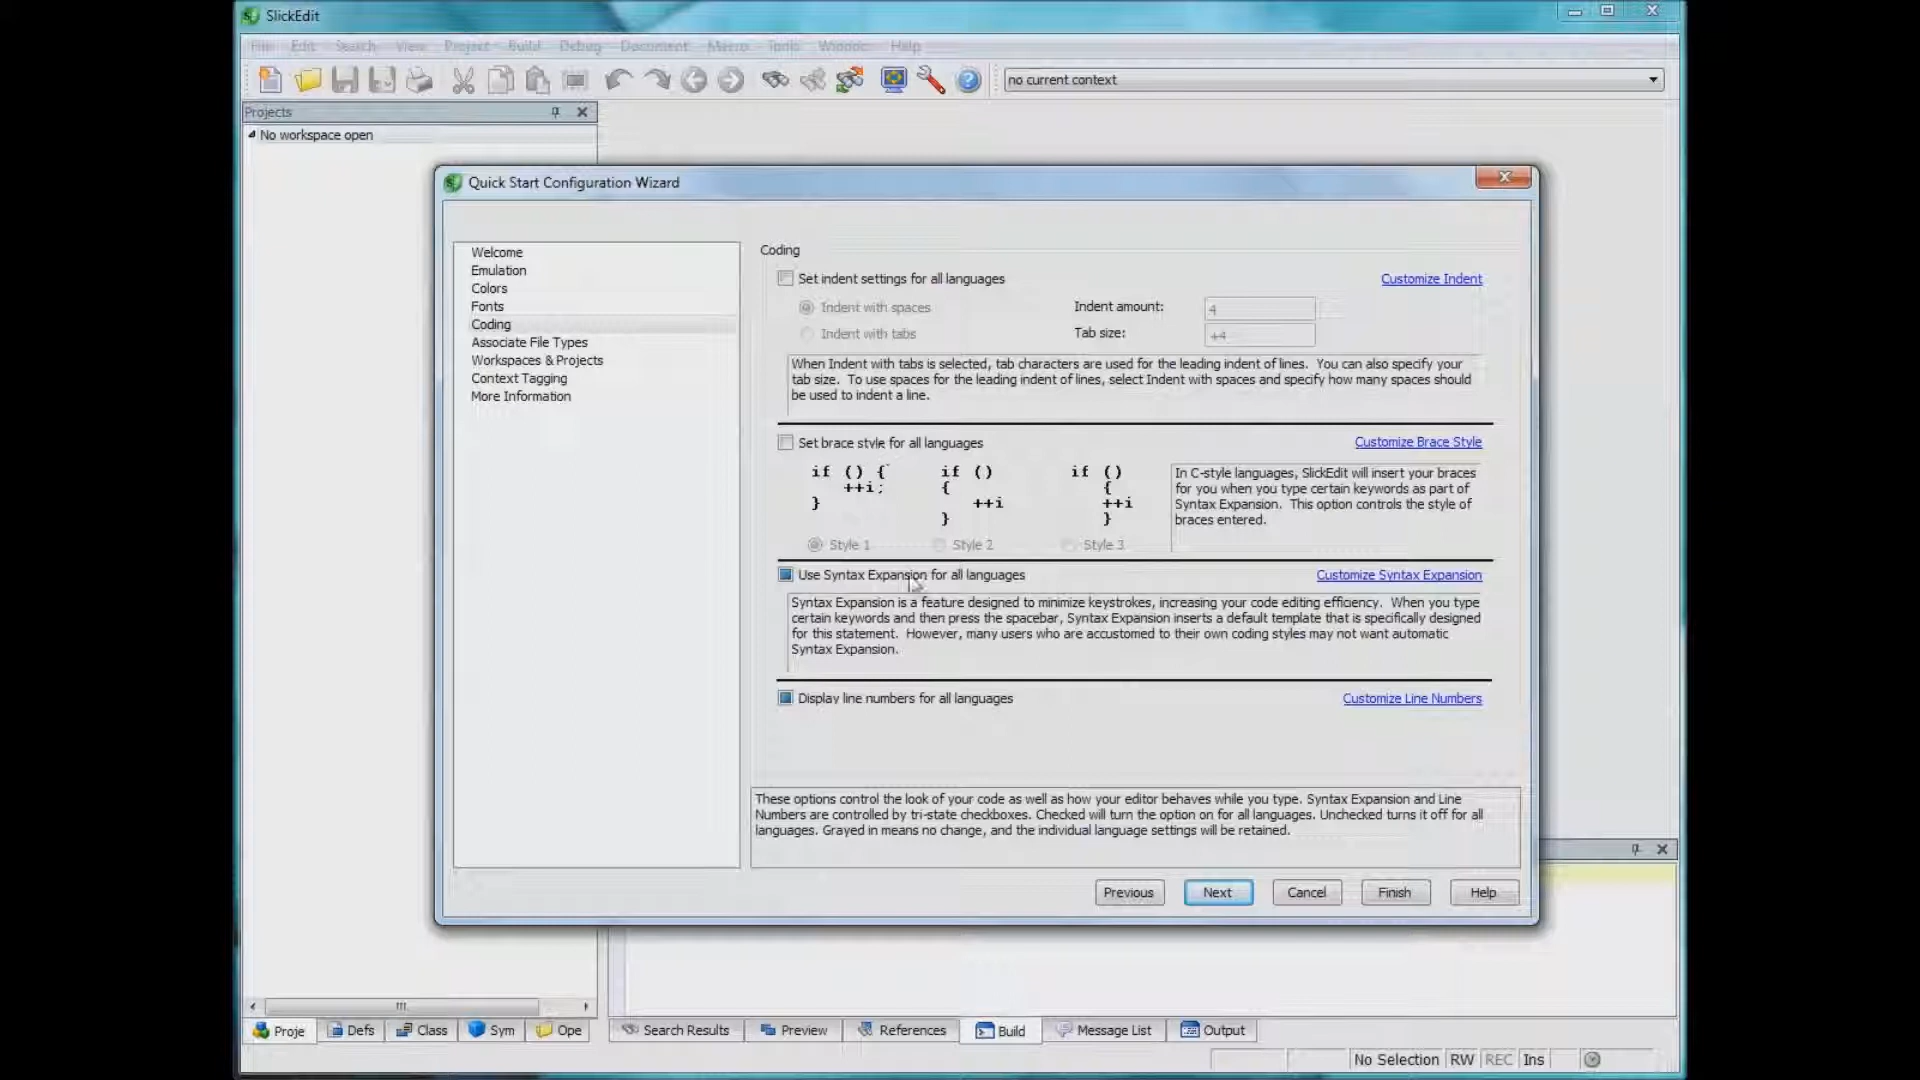 SlickEdit
File Edit Search View Project Build Debug Document Macro Tools Window Help
no current context
Projects
No workspace open
Quick Start Configuration Wizard
Welcome
Emulation
Colors
Fonts
Coding
Associate File Types
Workspaces & Projects
Context Tagging
More Information
Coding
Set indent settings for all languages
Customize Indent
Indent with spaces
Indent amount:
4
Indent with tabs
Tab size:
+4
When Indent with tabs is selected, tab characters are used for the leading indent of lines. You can also specify your
tab size. To use spaces for the leading indent of lines, select Indent with spaces and specify how many spaces should
be used to indent a line.
Set brace style for all languages
Customize Brace Style
if () {
++i;
}
Style 1
if ()
{
++i
}
Style 2
if ()
{
++i
}
Style 3
In C-style languages, SlickEdit will insert your braces
for you when you type certain keywords as part of
Syntax Expansion. This option controls the style of
braces entered.
Use Syntax Expansion for all languages
Customize Syntax Expansion
Syntax Expansion is a feature designed to minimize keystrokes, increasing your code editing efficiency. When you type
certain keywords and then press the spacebar, Syntax Expansion inserts a default template that is specifically designed
for this statement. However, many users who are accustomed to their own coding styles may not want automatic
Syntax Expansion.
Display line numbers for all languages
Customize Line Numbers
These options control the look of your code as well as how your editor behaves while you type. Syntax Expansion and Line
Numbers are controlled by tri-state checkboxes. Checked will turn the option on for all languages. Unchecked turns it off for all
languages. Grayed in means no change, and the individual language settings will be retained.
Previous
Next
Cancel
Finish
Help
Proje
Defs
Class
Sym
Ope
Search Results
Preview
References
Build
Message List
Output
No Selection
RW
REC
Ins